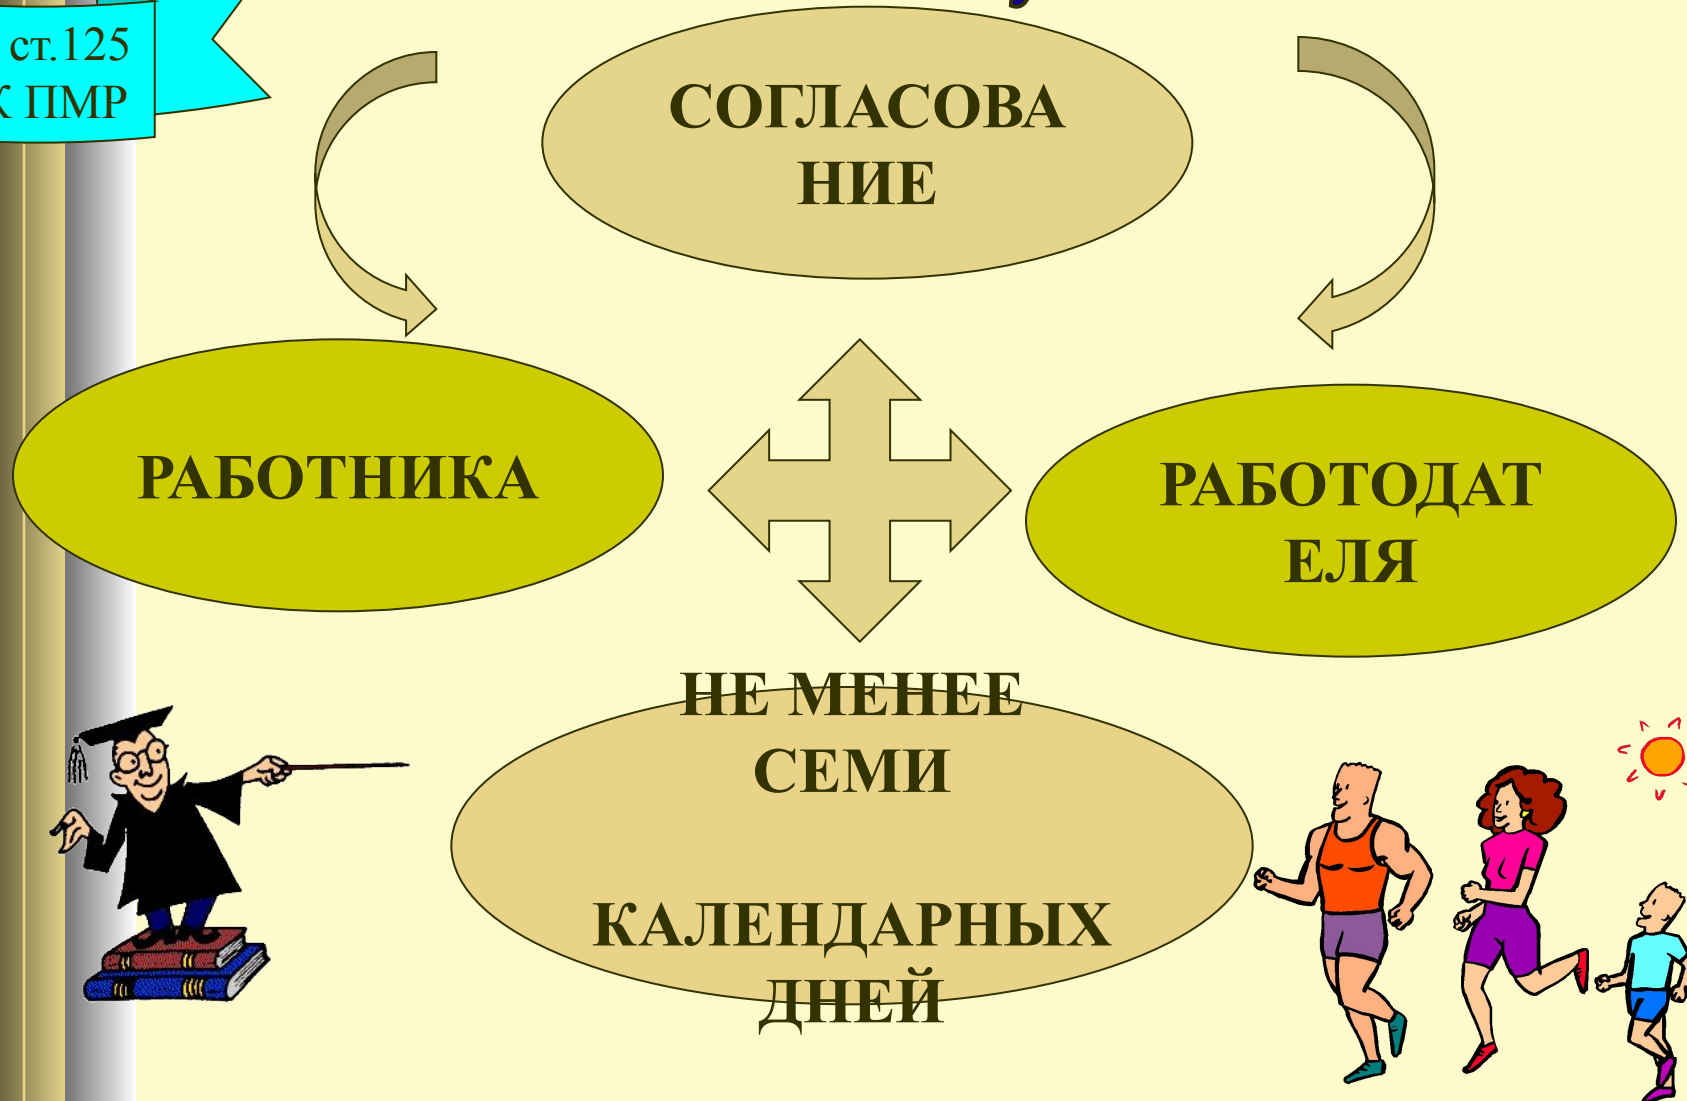 ст.125
К ПМР
СОГЛАСОВА
НИЕ
РАБОТНИКА
РАБОТОДАТ
ЕЛЯ
НЕ МЕНЕЕ
СЕМИ
КАЛЕНДАРНЫХ
ДНЕЙ